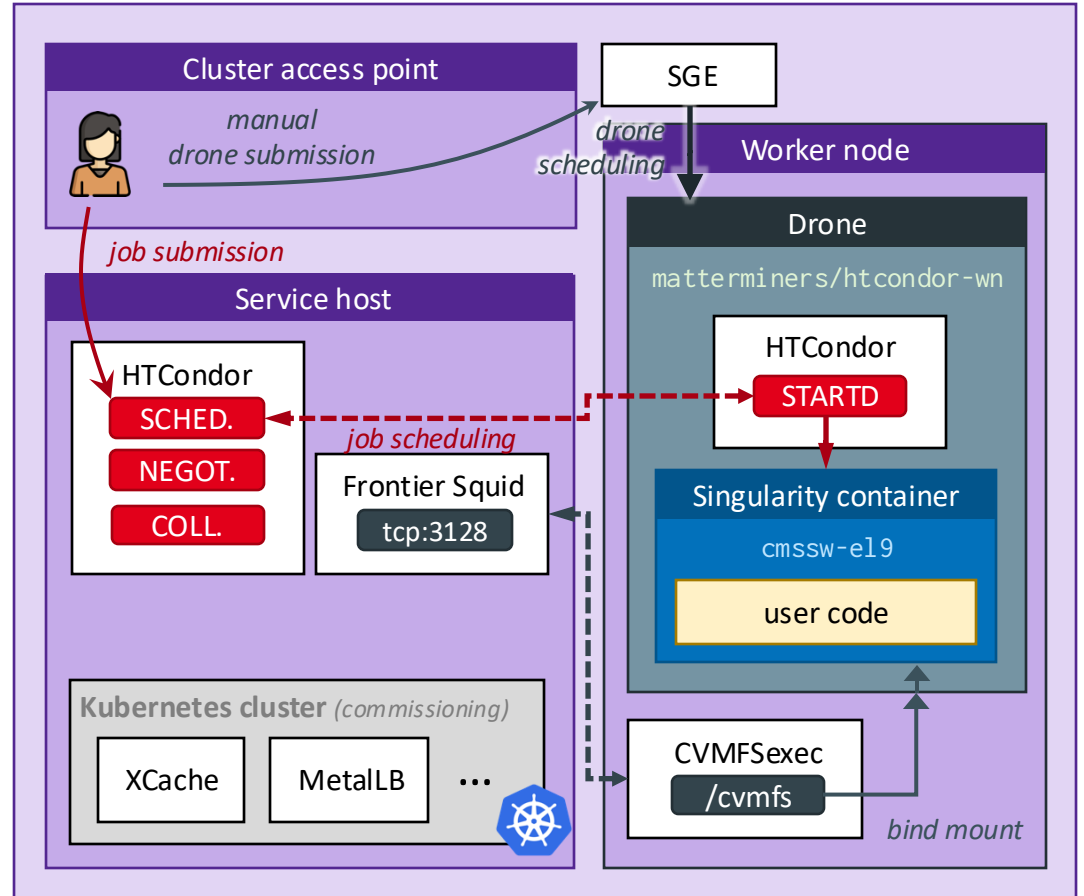 Cluster access point
manual
drone submission
SGE
drone
scheduling
Worker node
Drone
matterminers/htcondor-wn
HTCondor
STARTD
Singularity container
cmssw-el9
user code
job submission
Service host
HTCondor
SCHED.
NEGOT.
COLL.
job scheduling
Frontier Squid
tcp:3128
Kubernetes cluster (commissioning)
XCache
MetalLB
...
CVMFSexec
/cvmfs
bind mount